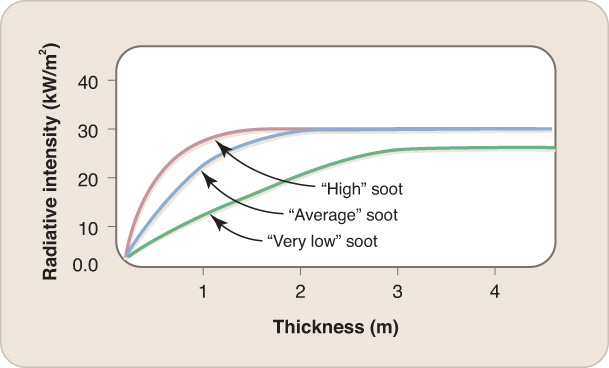 Radiative intensity (kW/m²)
40
30
20
10
0.0
“High” soot
“Average” soot
“Very low” soot
1 2 3 4
Thickness (m)